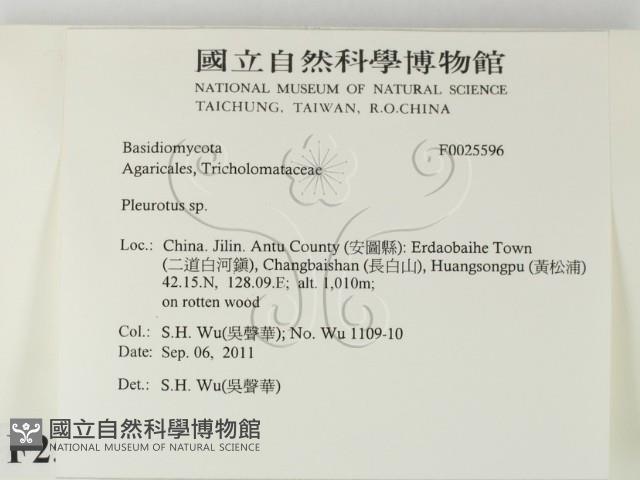 國立自然科學博物館
NATIONAL MUSEUM OF NATURAL SCIENCE
TAICHUNG, TAIWAN, R.O.CHINA
Basidiomycota F0025596
Agaricales, Tricholomataceae
Pleurotus sp.
Loc.: China. Jilin. Antu County (安圖縣): Erdaobaihe Town
(二道白河鎮), Changbaishan (長白山), Huangsongpu (黃松浦)
42.15.N, 128.09.E; alt. 1,010m;
on rotten wood
Col.: S.H. Wu(吳聲華); No. Wu 1109-10
Date: Sep. 06, 2011
Det.: S.H. Wu(吳聲華)
國立自然科學博物館
NATIONAL MUSEUM OF NATURAL SCIENCE